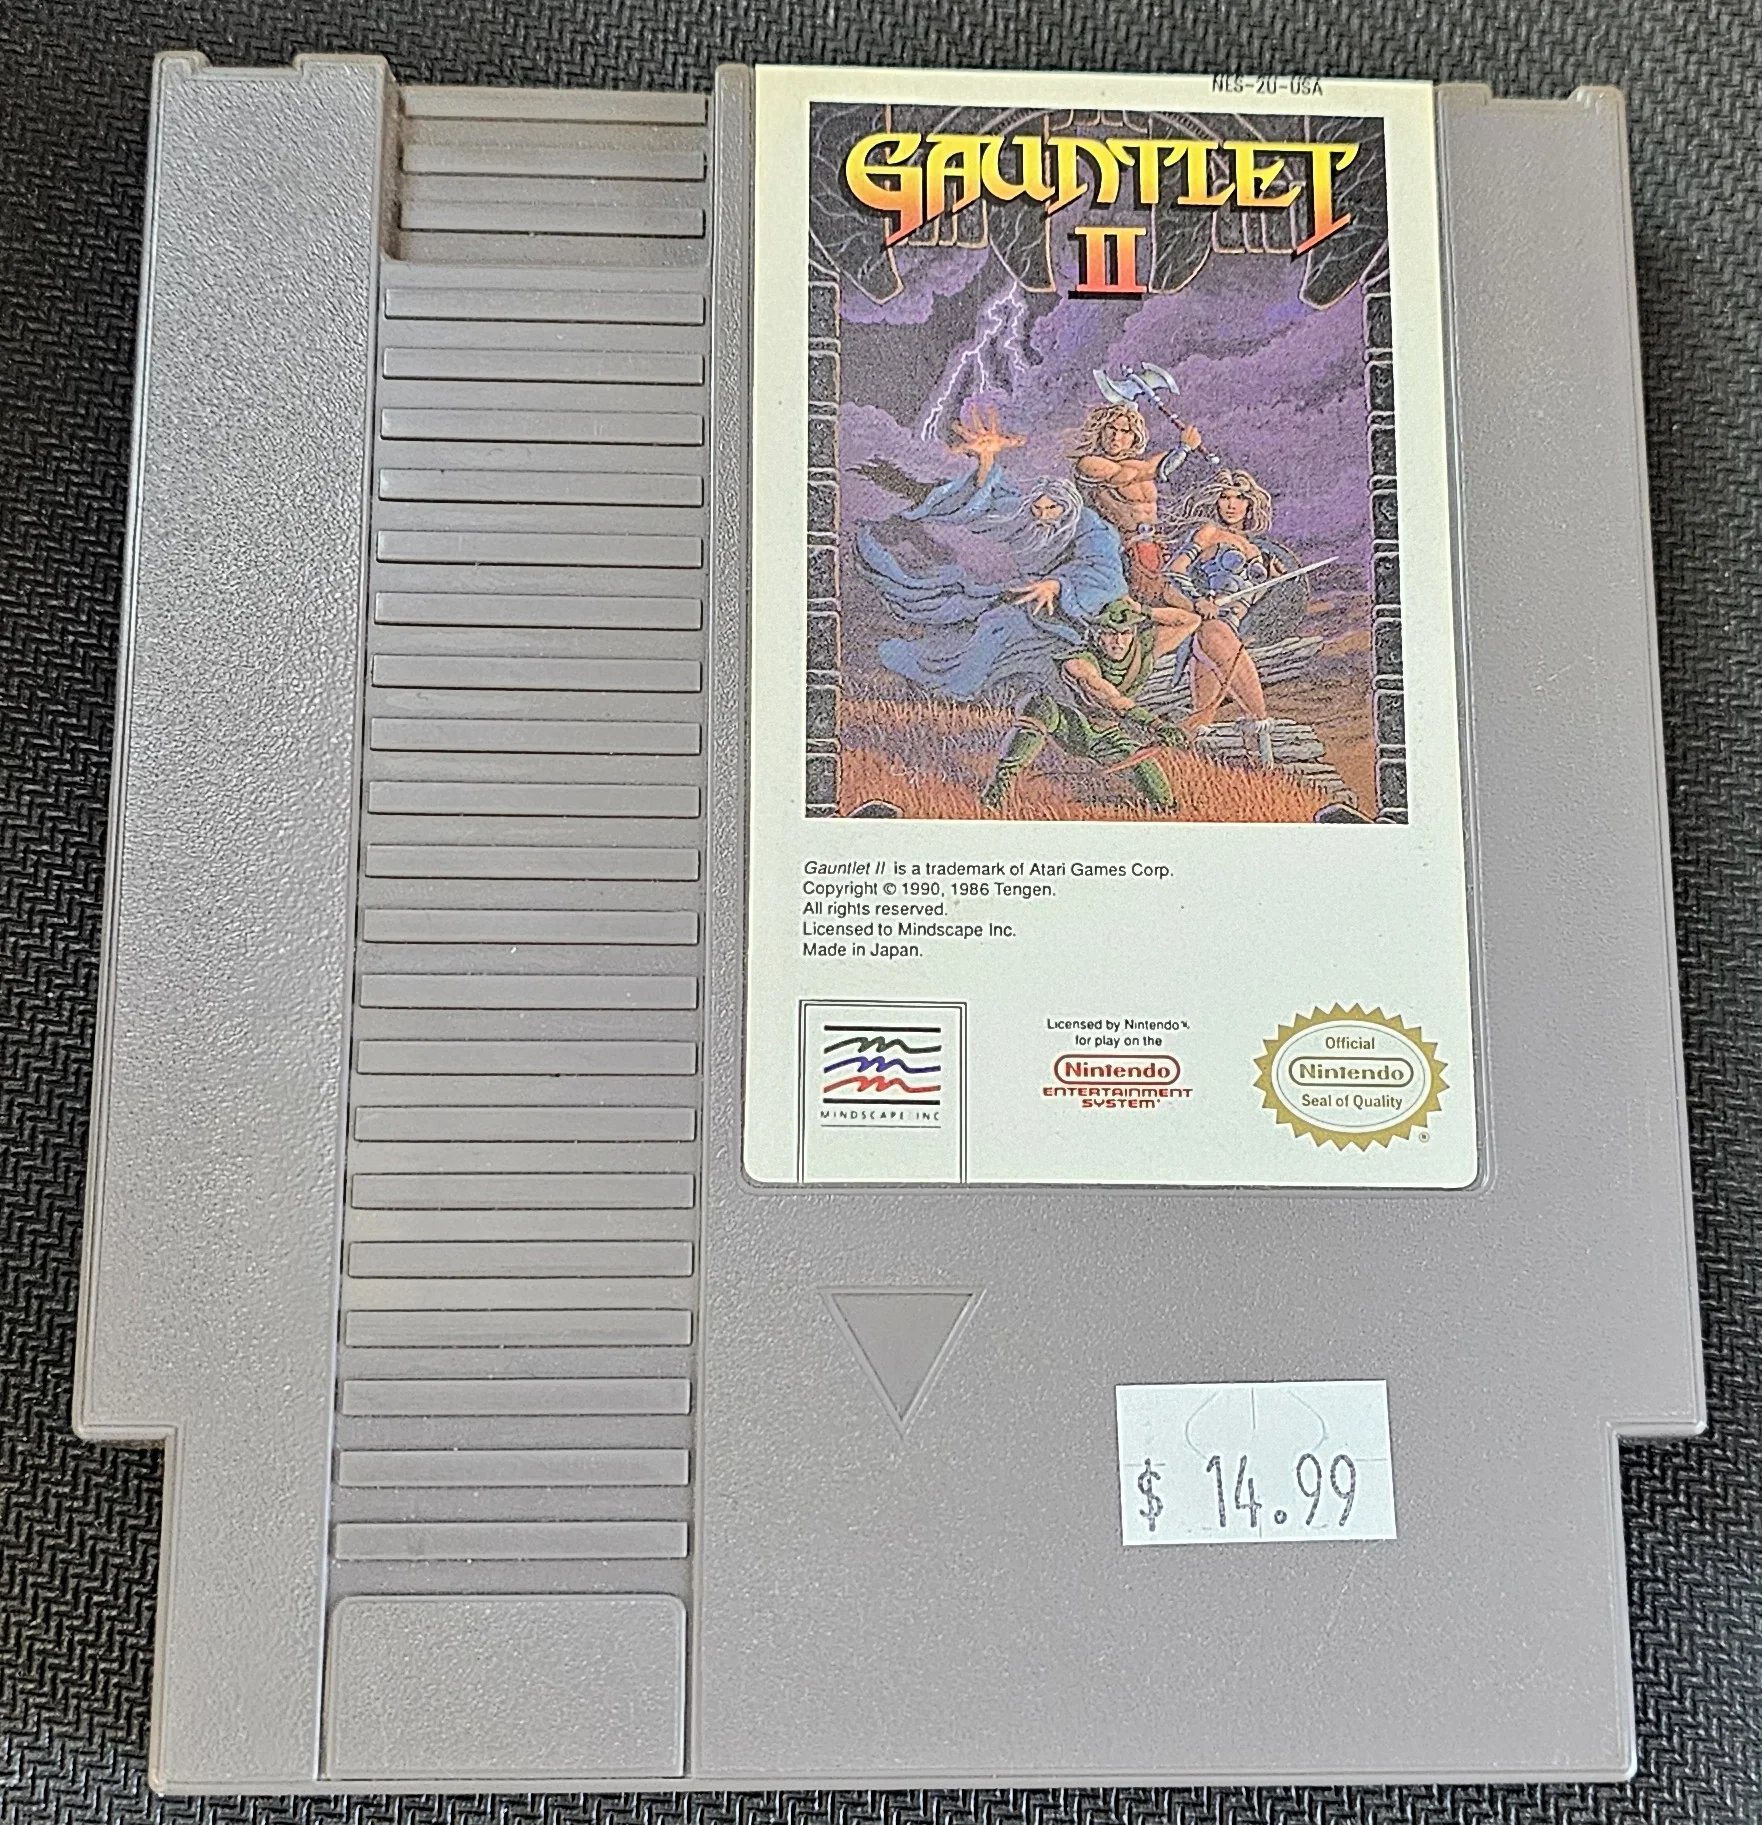 NES-2U-USA
GAUNTLET
II
Gauntlet II is a trademark of Atari Games Corp.
Copyright © 1990, 1986 Tengen.
All rights reserved.
Licensed to Mindscape Inc.
Made in Japan.
MINDSCAPE INC
Licensed by Nintendo™
for play on the
Nintendo
ENTERTAINMENT
SYSTEM®
Official
Nintendo
Seal of Quality
®
$ 14.99